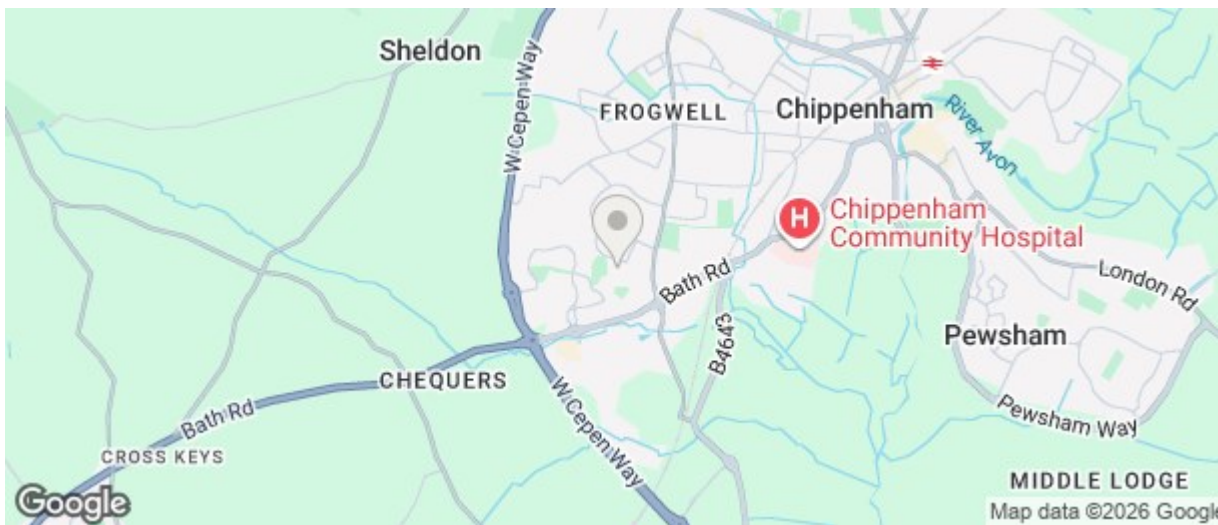 Sheldon
W Cepen Way
FROGWELL
Chippenham
River Avon
H
Chippenham
Community Hospital
London Rd
Bath Rd
Pewsham
B4643
CHEQUERS
W Cepen Way
Bath Rd
Pewsham Way
CROSS KEYS
MIDDLE LODGE
Google
Map data ©2026 Google